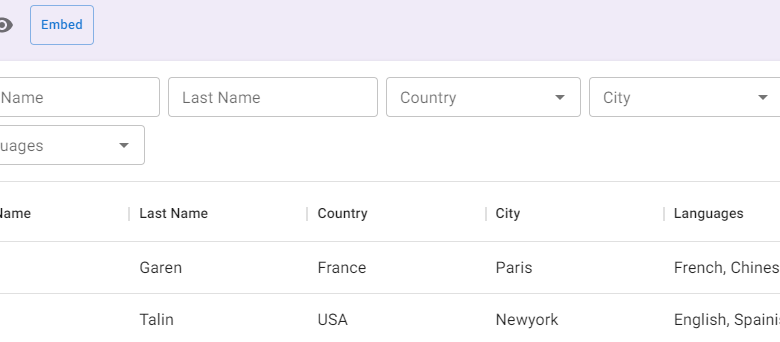 Embed
Name Last Name Country City
uages
Name Last Name Country City Languages
Garen France Paris French, Chines
Talin USA Newyork English, Spaini